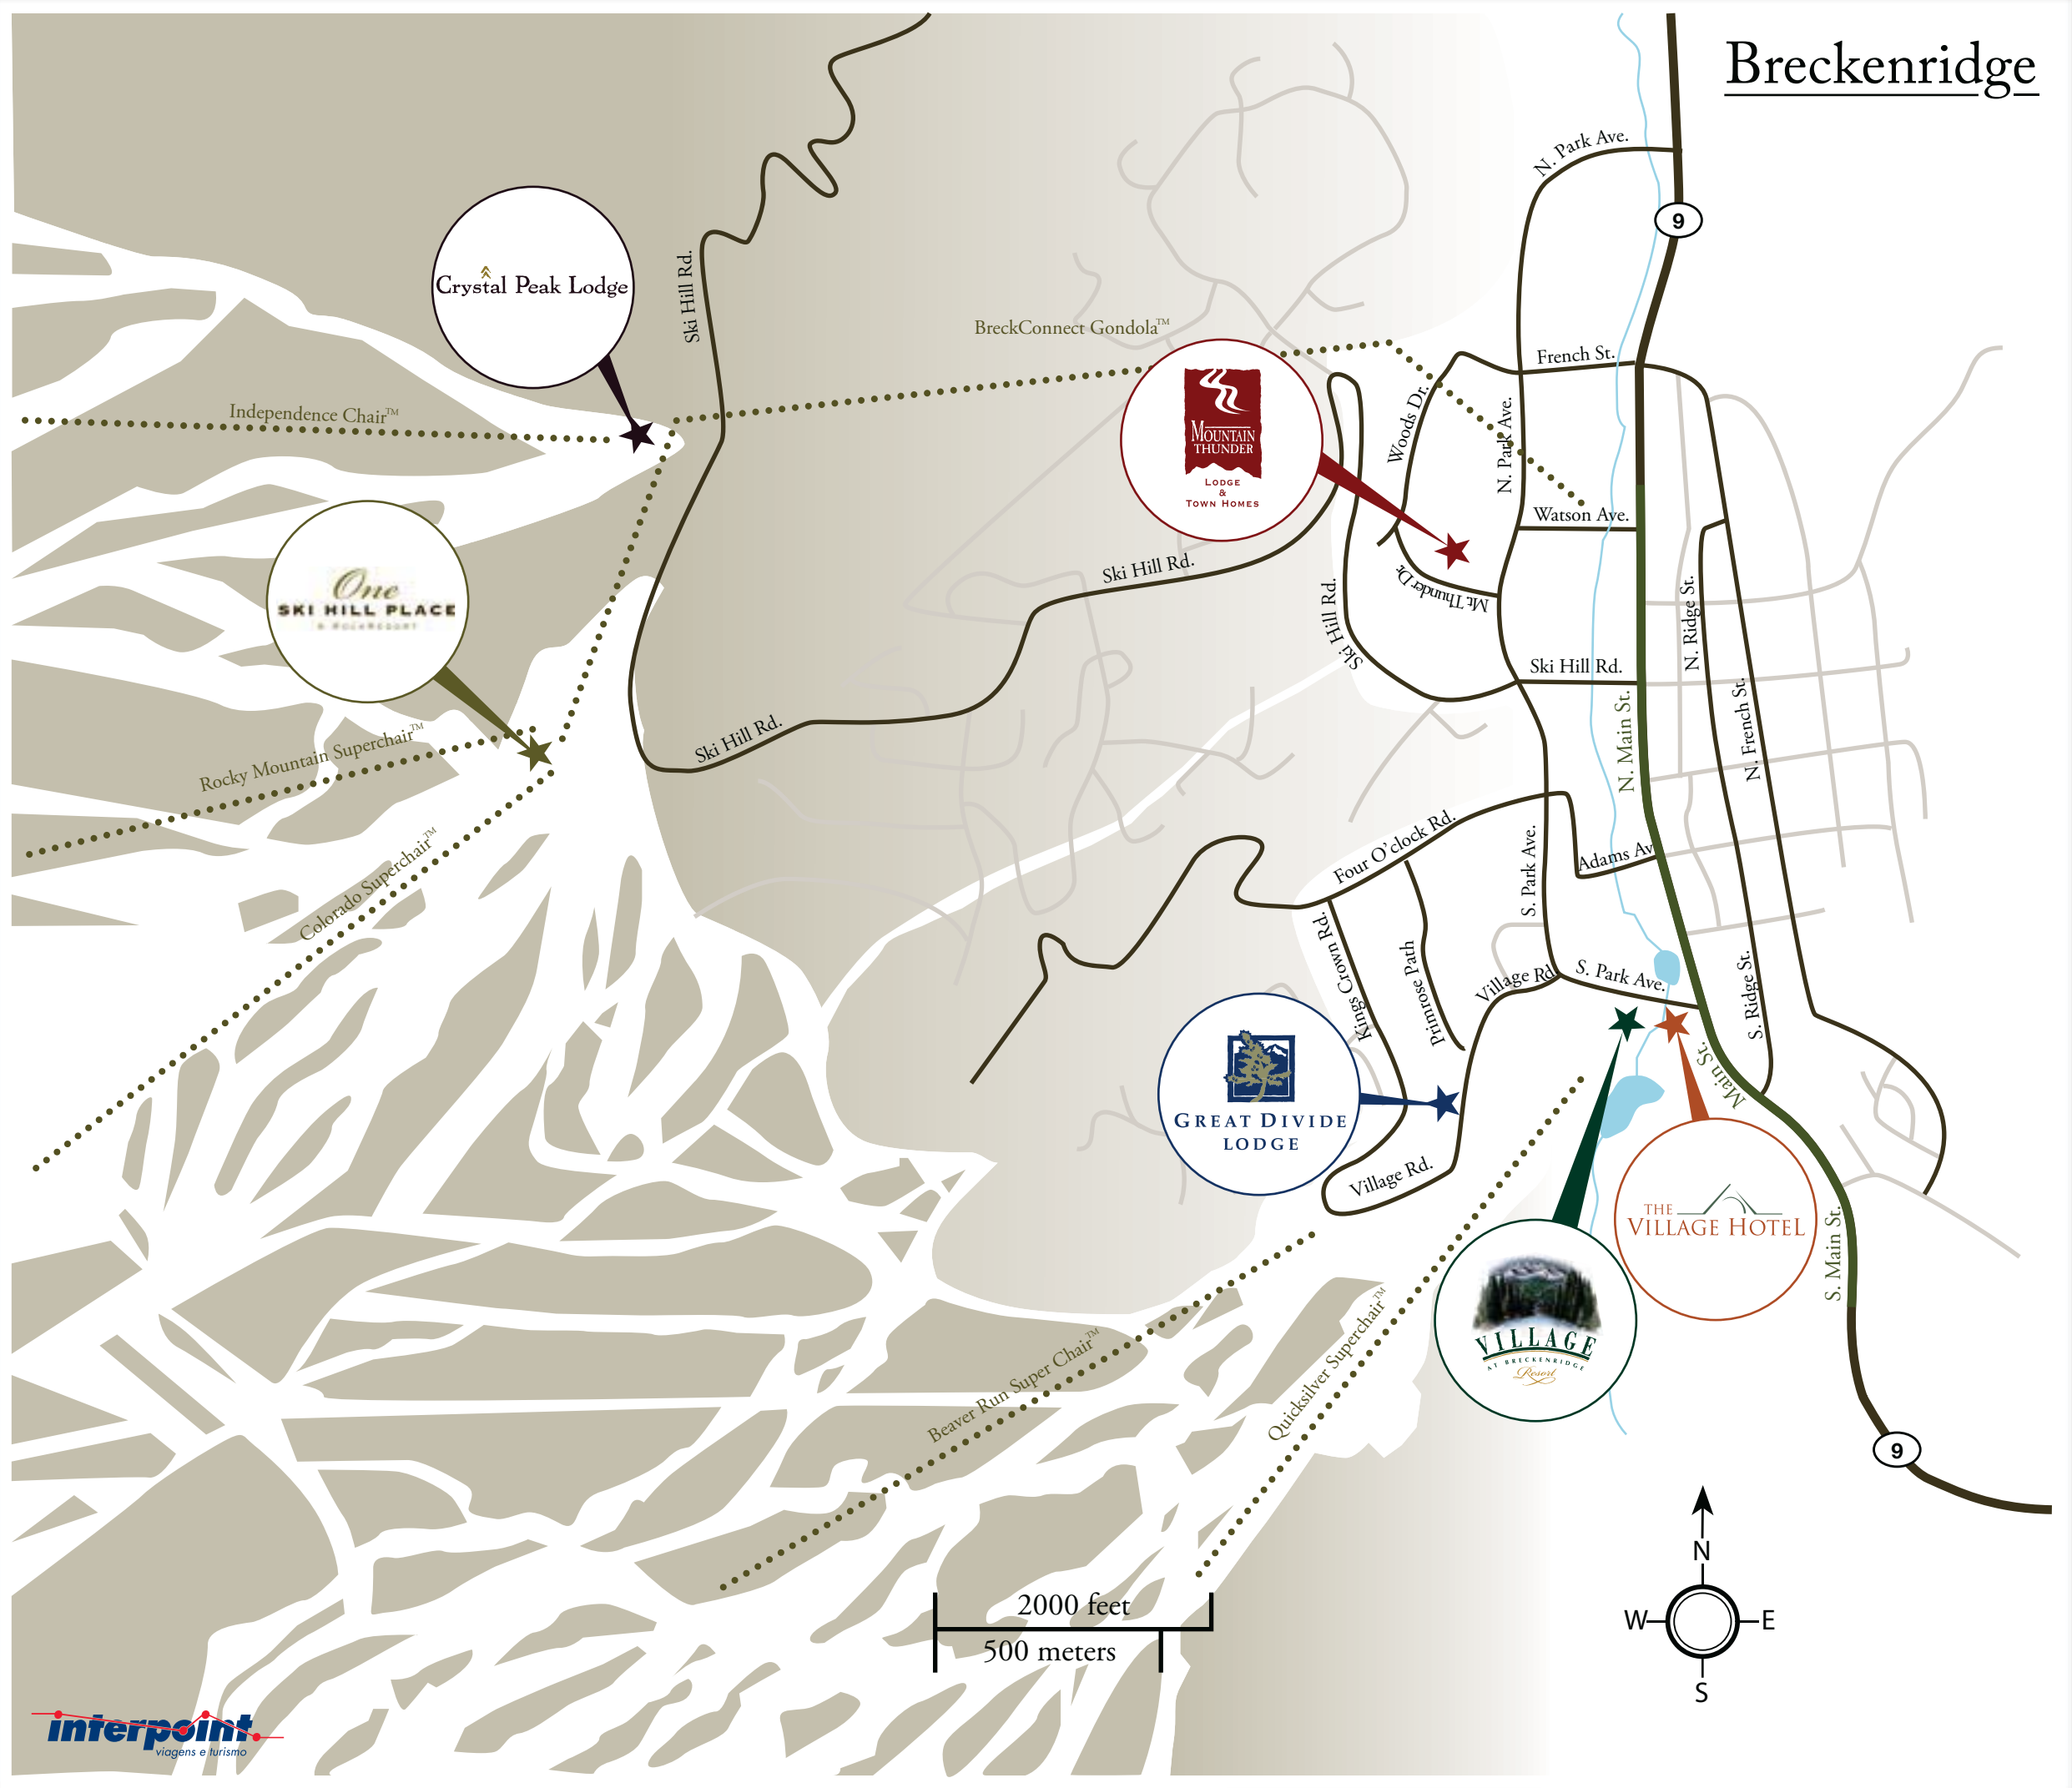 Breckenridge
N. Park Ave.
9
Crystal Peak Lodge
Ski Hill Rd.
BreckConnect Gondola™
French St.
Independence Chair™
Mountain
Thunder
Lodge
&
Town Homes
Woods Dr.
N. Park Ave.
Watson Ave.
One
SKI HILL PLACE
Ski Hill Rd.
Mt. Thunder Dr.
Ski Hill Rd.
N. Ridge St.
Ski Hill Rd.
N. Main St.
N. French St.
Ski Hill Rd.
Rocky Mountain Superchair™
Colorado Superchair™
Four O'clock Rd.
S. Park Ave.
Adams Av
Kings Crown Rd.
Primrose Path
Village Rd.
S. Park Ave.
S. Ridge St.
Great Divide
Lodge
Main St.
Village Rd.
THE
VILLAGE HOTEL
S. Main St.
VILLAGE
AT BRECKENRIDGE
Resort
Beaver Run Super Chair™
Quicksilver Superchair™
9
2000 feet
500 meters
N
W
E
S
interpoint
viagens e turismo